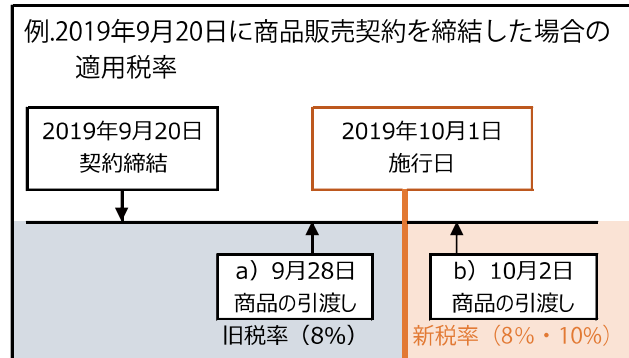 例.2019年9月20日に商品販売契約を締結した場合の
適用税率
2019年9月20日
契約締結
2019年10月1日
施行日
a）9月28日
商品の引渡し
b）10月2日
商品の引渡し
旧税率（8%）
新税率（8%・10%）